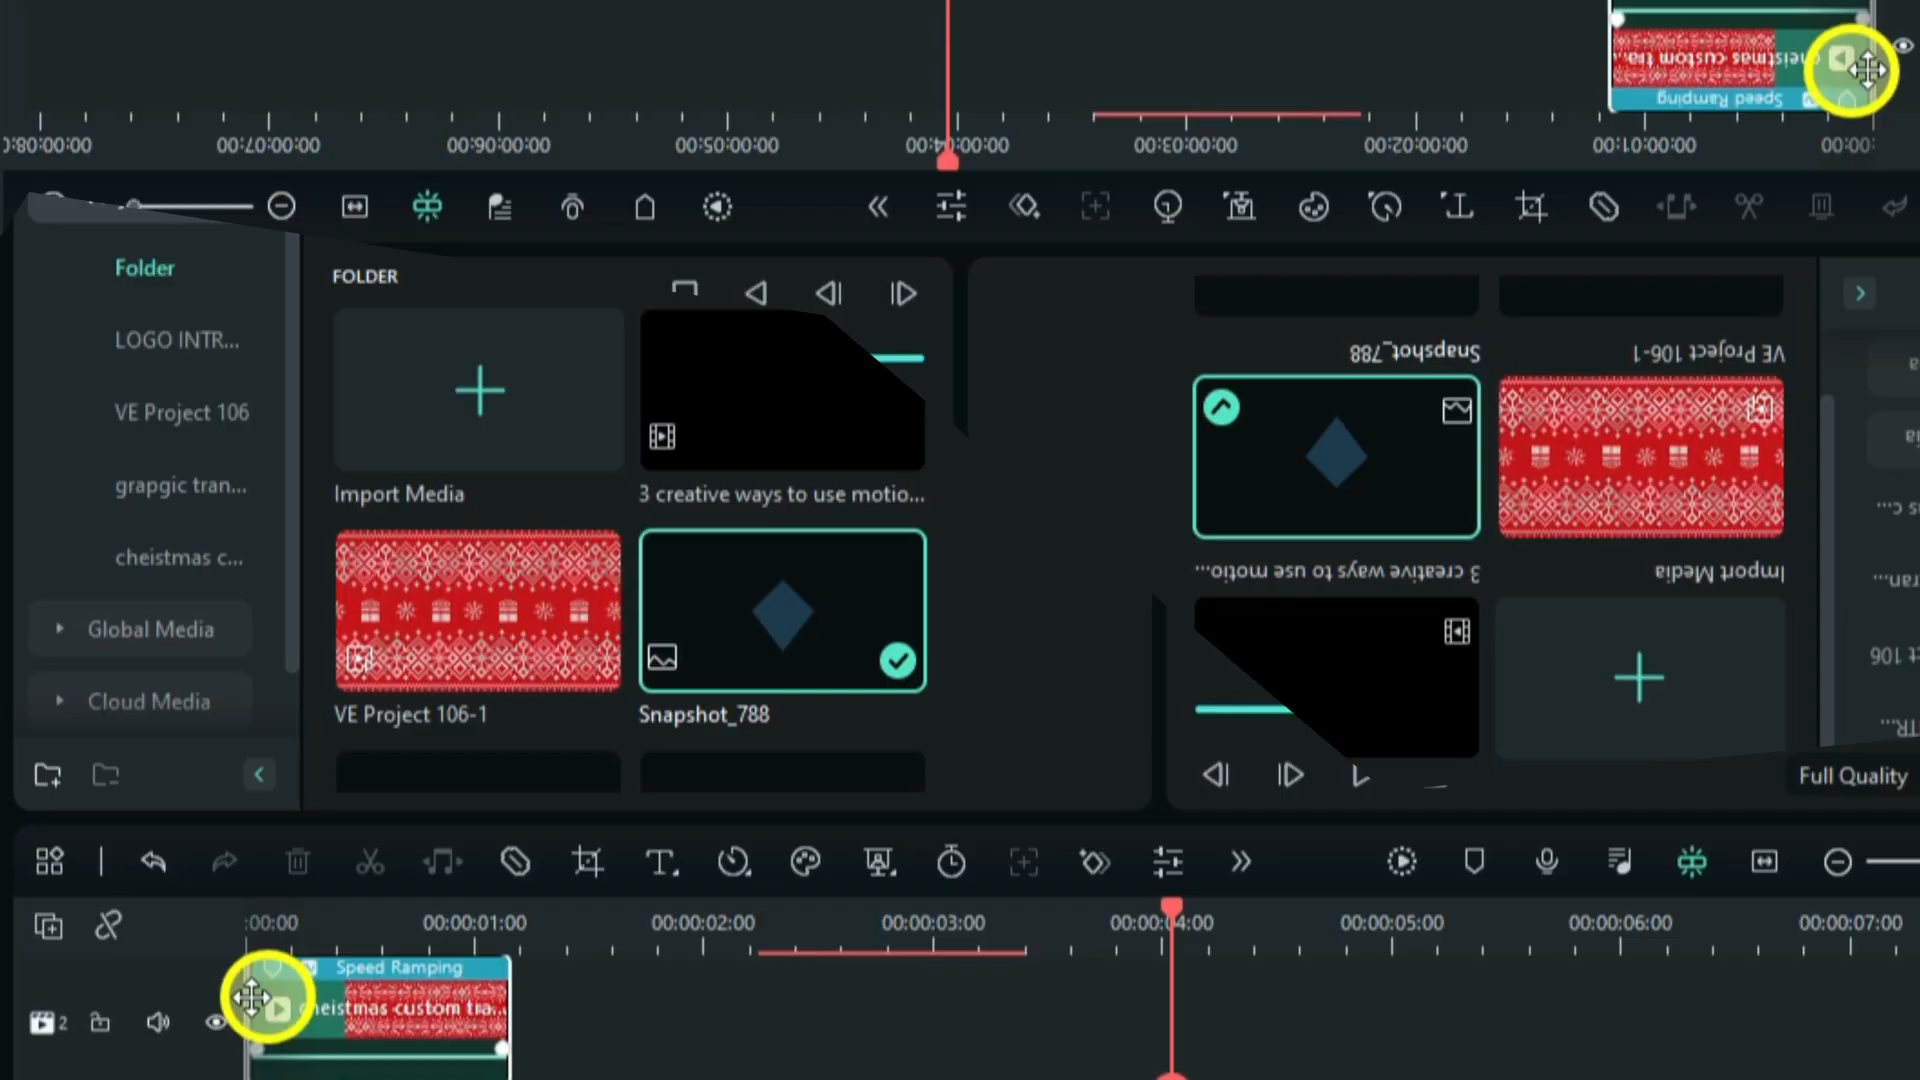 cheistmas custom tra...
Speed Ramping
00:00:08:00
00:00:07:00
00:00:06:00
00:00:05:00
00:00:04:00
00:00:03:00
00:00:02:00
00:00:01:00
00:00:
Folder
FOLDER
LOGO INTR...
Snapshot_788
VE Project 106-1
VE Project 106
grapgic tran...
Import Media
3 creative ways to use motio...
cheistmas c...
3 creative ways to use motio...
Import Media
Global Media
Cloud Media
VE Project 106-1
Snapshot_788
Full Quality
:00:00
00:00:01:00
00:00:02:00
00:00:03:00
00:00:04:00
00:00:05:00
00:00:06:00
00:00:07:00
Speed Ramping
cheistmas custom tra...
2